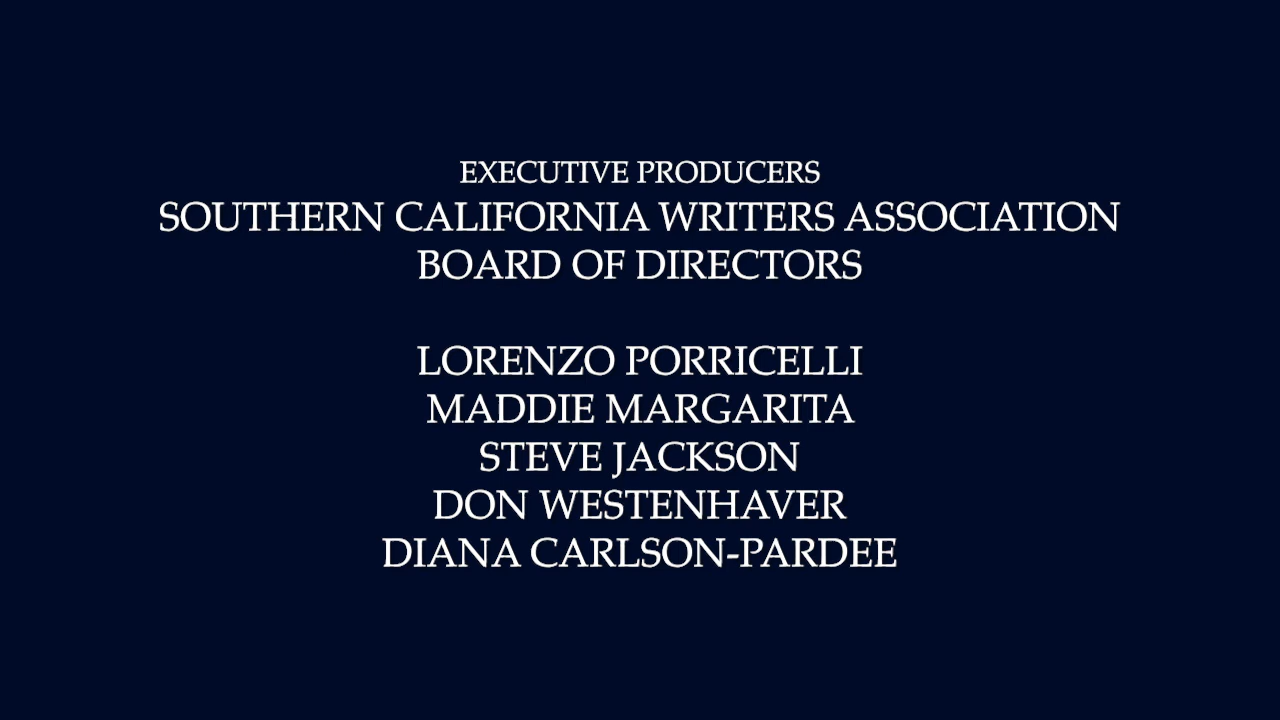 EXECUTIVE PRODUCERS
SOUTHERN CALIFORNIA WRITERS ASSOCIATION
BOARD OF DIRECTORS
LORENZO PORRICELLI
MADDIE MARGARITA
STEVE JACKSON
DON WESTENHAVER
DIANA CARLSON-PARDEE